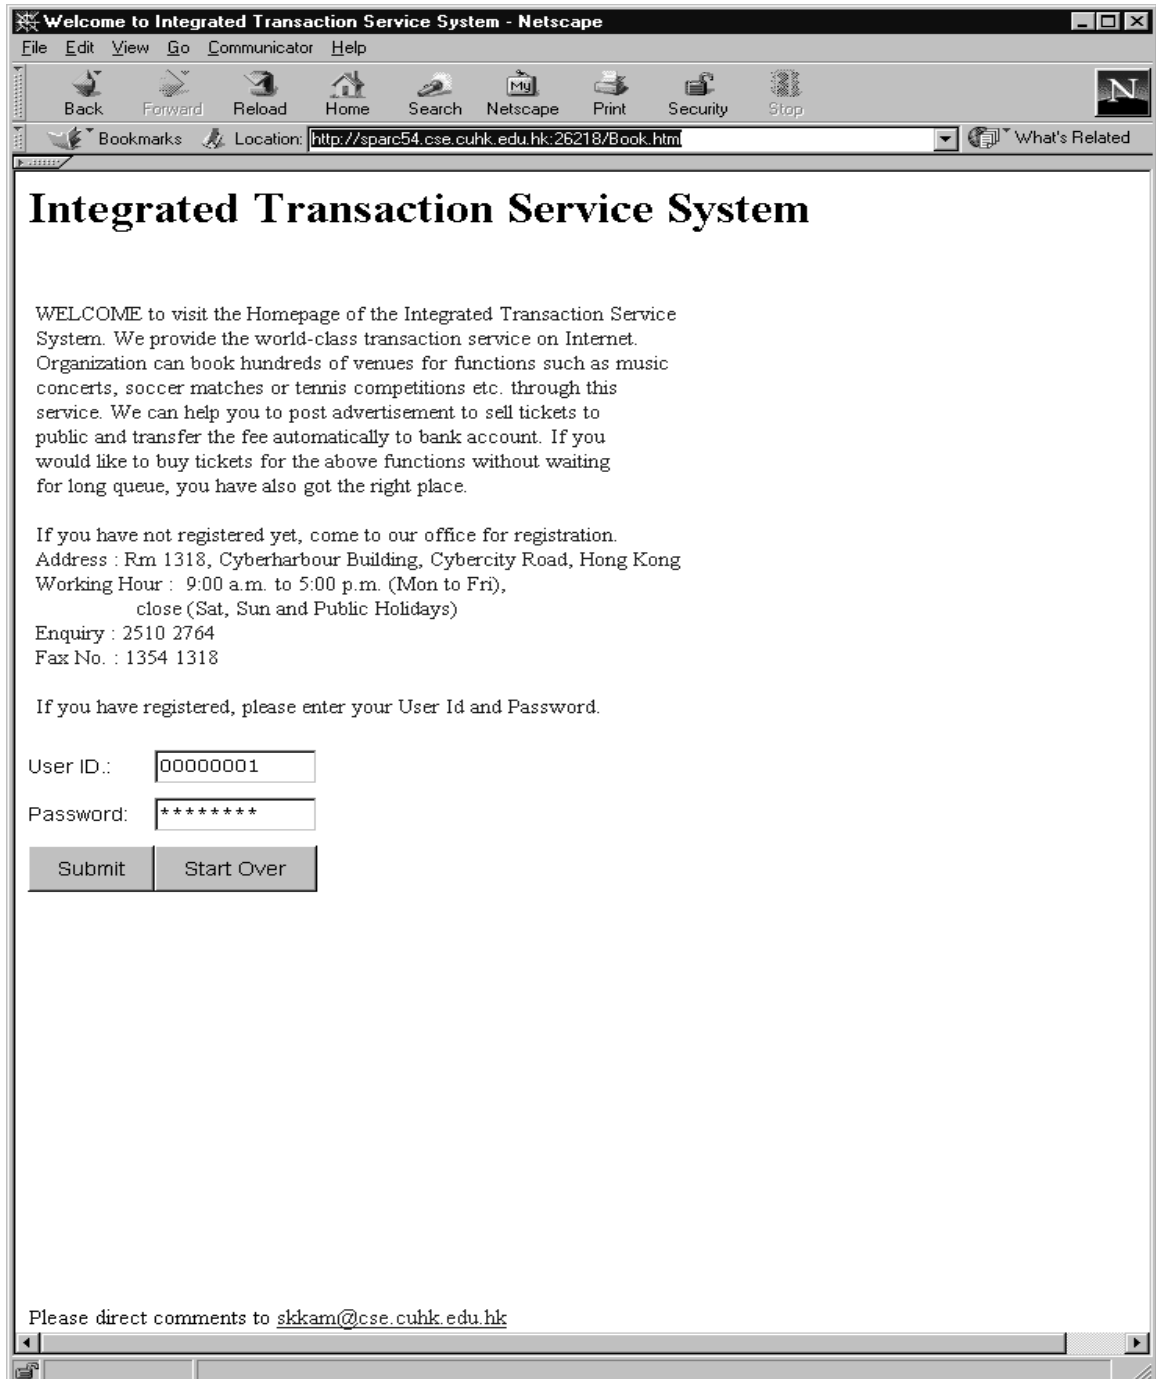 Welcome to Integrated Transaction Service System - Netscape
File Edit View Go Communicator Help
My N
Back Forward Reload Home Search Netscape Print Security Stop
Bookmarks Location: http://sparc54.cse.cuhk.edu.hk:26218/Book.htm What's Related
Integrated Transaction Service System
WELCOME to visit the Homepage of the Integrated Transaction Service
System. We provide the world-class transaction service on Internet.
Organization can book hundreds of venues for functions such as music
concerts, soccer matches or tennis competitions etc. through this
service. We can help you to post advertisement to sell tickets to
public and transfer the fee automatically to bank account. If you
would like to buy tickets for the above functions without waiting
for long queue, you have also got the right place.
If you have not registered yet, come to our office for registration.
Address : Rm 1318, Cyberharbour Building, Cybercity Road, Hong Kong
Working Hour : 9:00 a.m. to 5:00 p.m. (Mon to Fri),
close (Sat, Sun and Public Holidays)
Enquiry : 2510 2764
Fax No. : 1354 1318
If you have registered, please enter your User Id and Password.
User ID.: 00000001
Password: ********
Submit Start Over
Please direct comments to skkam@cse.cuhk.edu.hk